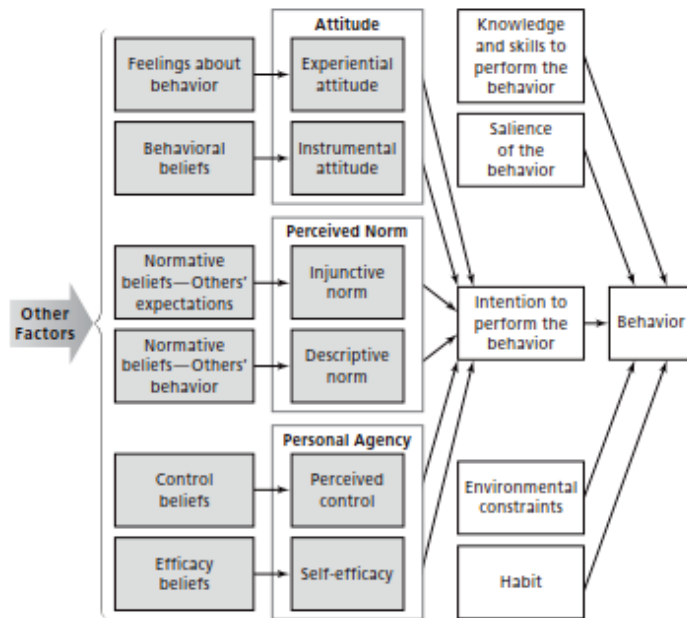 Attitude
Feelings about
behavior
Experiential
attitude
Behavioral
beliefs
Instrumental
attitude
Perceived Norm
Normative
beliefs—Others'
expectations
Injunctive
norm
Normative
beliefs—Others'
behavior
Descriptive
norm
Personal Agency
Control
beliefs
Perceived
control
Efficacy
beliefs
Self-efficacy
Other
Factors
Knowledge
and skills to
perform the
behavior
Salience
of the
behavior
Intention to
perform the
behavior
Behavior
Environmental
constraints
Habit